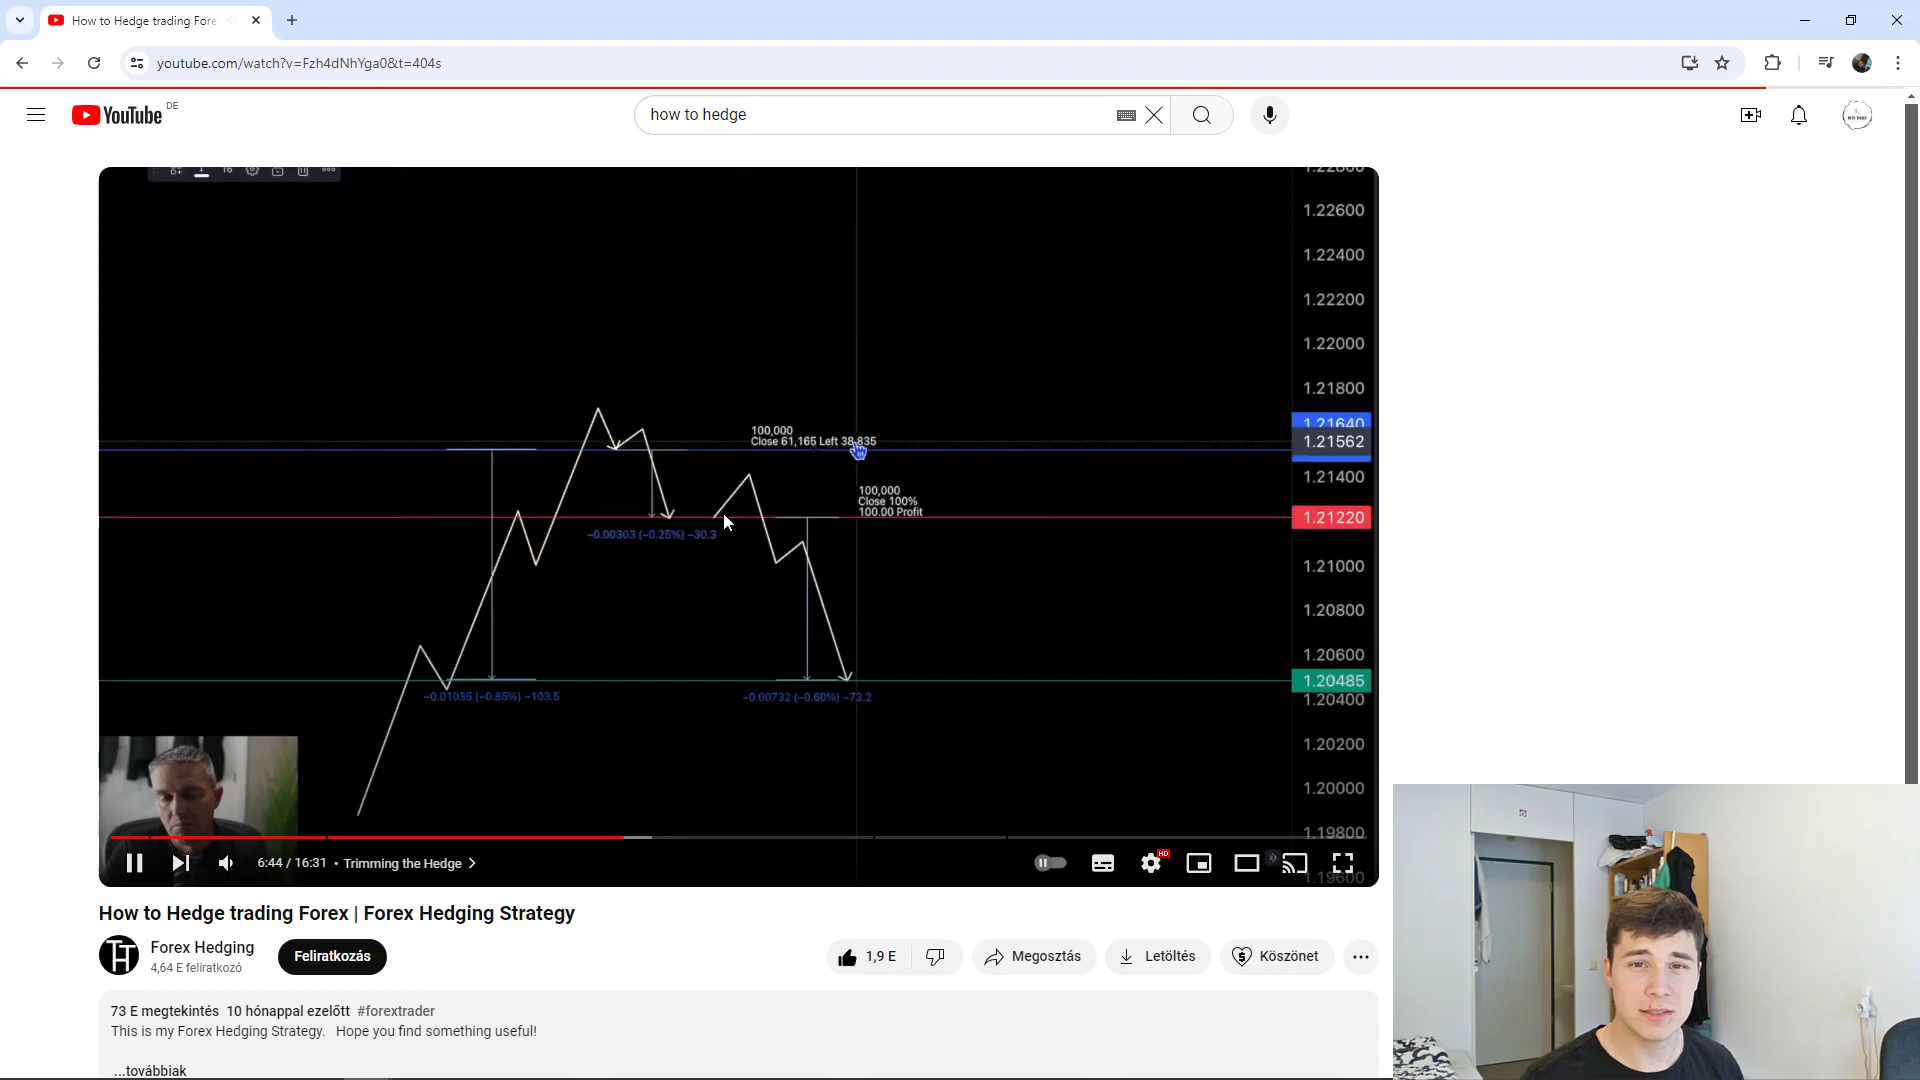 How to Hedge trading Fore
youtube.com/watch?v=Fzh4dNhYga0&t=404s
YouTube DE
how to hedge
16
1.22600
1.22400
1.22200
1.22000
1.21800
1.21640
1.21562
1.21400
1.21220
1.21000
1.20800
1.20600
1.20485
1.20400
1.20200
1.20000
1.19800
1.19600
100,000
Close 61,165 Left 38,835
100,000
Close 100%
100.00 Profit
−0.00303 (−0.25%) −30.3
−0.01035 (−0.85%) −103.5
−0.00732 (−0.60%) −73.2
6:44 / 16:31 • Trimming the Hedge
HD
How to Hedge trading Forex | Forex Hedging Strategy
Forex Hedging
4,64 E feliratkozó
Feliratkozás
1,9 E
Megosztás
Letöltés
Köszönet
73 E megtekintés 10 hónappal ezelőtt #forextrader
This is my Forex Hedging Strategy. Hope you find something useful!
...továbbiak